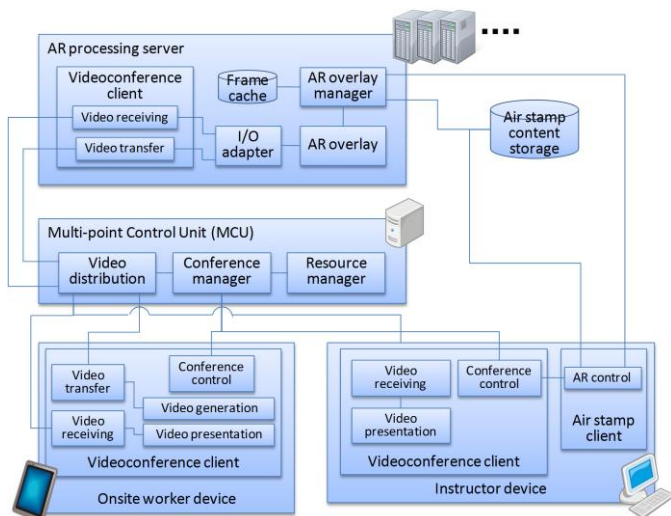 AR processing server
Videoconference
client
Video receiving
Video transfer
Frame
cache
AR overlay
manager
I/O
adapter
AR overlay
Air stamp
content
storage
Multi-point Control Unit (MCU)
Video
distribution
Conference
manager
Resource
manager
Video
transfer
Conference
control
Video generation
Video
receiving
Video presentation
Videoconference client
Onsite worker device
Video
receiving
Conference
control
Video
presentation
Videoconference client
AR control
Air stamp
client
Instructor device